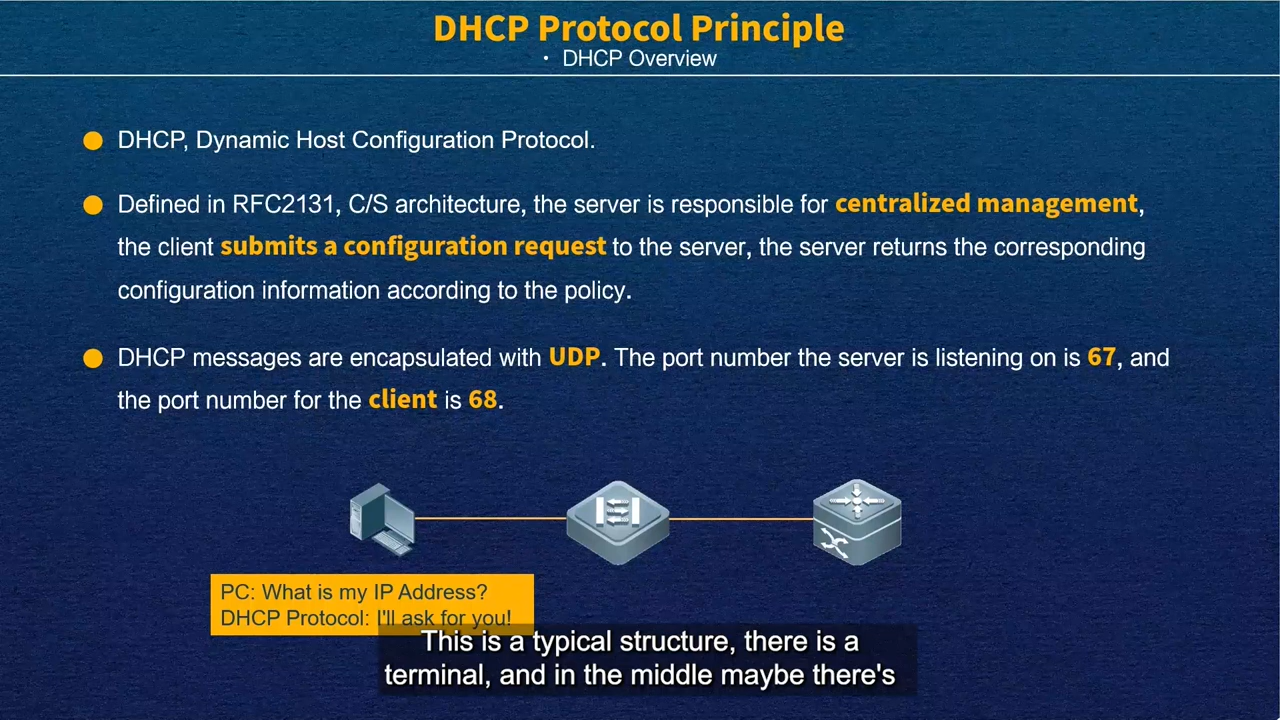 DHCP Protocol Principle
• DHCP Overview
DHCP, Dynamic Host Configuration Protocol.
Defined in RFC2131, C/S architecture, the server is responsible for centralized management,
the client submits a configuration request to the server, the server returns the corresponding
configuration information according to the policy.
DHCP messages are encapsulated with UDP. The port number the server is listening on is 67, and
the port number for the client is 68.
PC: What is my IP Address?
DHCP Protocol: I'll ask for you!
This is a typical structure, there is a
terminal, and in the middle maybe there's